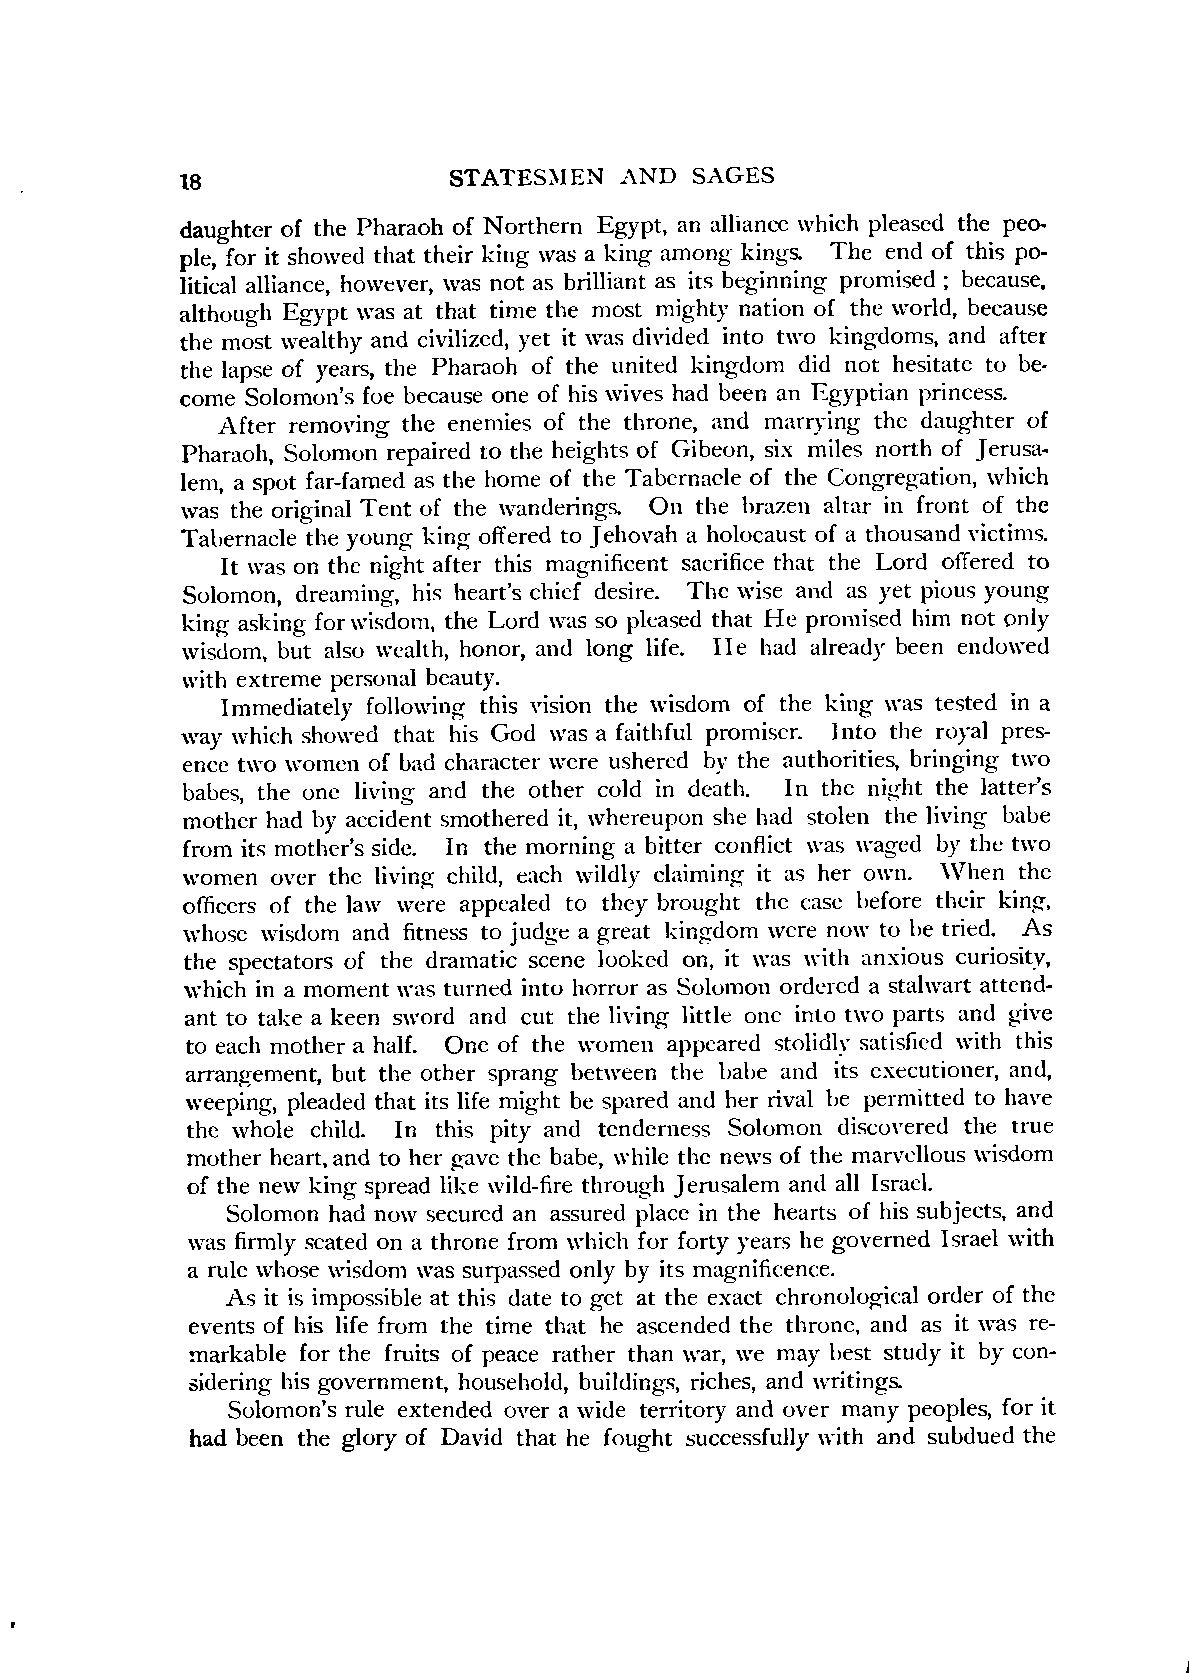 18 STATESMEN AND SAGES
daughter of the Pharaoh of Northern Egypt, an alliance which pleased the peo-
ple, for it showed that their king was a king among kings. The end of this po-
litical alliance, however, was not as brilliant as its beginning promised ; because,
although Egypt was at that time the most mighty nation of the world, because
the most wealthy and civilized, yet it was divided into two kingdoms, and after
the lapse of years, the Pharaoh of the united kingdom did not hesitate to be-
come Solomon's foe because one of his wives had been an Egyptian princess.
After removing the enemies of the throne, and marrying the daughter of
Pharaoh, Solomon repaired to the heights of Gibeon, six miles north of Jerusa-
lem, a spot far-famed as the home of the Tabernacle of the Congregation, which
was the original Tent of the wanderings. On the brazen altar in front of the
Tabernacle the young king offered to Jehovah a holocaust of a thousand victims.
It was on the night after this magnificent sacrifice that the Lord offered to
Solomon, dreaming, his heart's chief desire. The wise and as yet pious young
king asking for wisdom, the Lord was so pleased that He promised him not only
wisdom, but also wealth, honor, and long life. He had already been endowed
with extreme personal beauty.
Immediately following this vision the wisdom of the king was tested in a
way which showed that his God was a faithful promiser. Into the royal pres-
ence two women of bad character were ushered by the authorities, bringing two
babes, the one living and the other cold in death. In the night the latter's
mother had by accident smothered it, whereupon she had stolen the living babe
from its mother's side. In the morning a bitter conflict was waged by the two
women over the living child, each wildly claiming it as her own. When the
officers of the law were appealed to they brought the case before their king,
whose wisdom and fitness to judge a great kingdom were now to be tried. As
the spectators of the dramatic scene looked on, it was with anxious curiosity,
which in a moment was turned into horror as Solomon ordered a stalwart attend-
ant to take a keen sword and cut the living little one into two parts and give
to each mother a half. One of the women appeared stolidly satisfied with this
arrangement, but the other sprang between the babe and its executioner, and,
weeping, pleaded that its life might be spared and her rival be permitted to have
the whole child. In this pity and tenderness Solomon discovered the true
mother heart, and to her gave the babe, while the news of the marvellous wisdom
of the new king spread like wild-fire through Jerusalem and all Israel.
Solomon had now secured an assured place in the hearts of his subjects, and
was firmly seated on a throne from which for forty years he governed Israel with
a rule whose wisdom was surpassed only by its magnificence.
As it is impossible at this date to get at the exact chronological order of the
events of his life from the time that he ascended the throne, and as it was re-
markable for the fruits of peace rather than war, we may best study it by con-
sidering his government, household, buildings, riches, and writings.
Solomon's rule extended over a wide territory and over many peoples, for it
had been the glory of David that he fought successfully with and subdued the